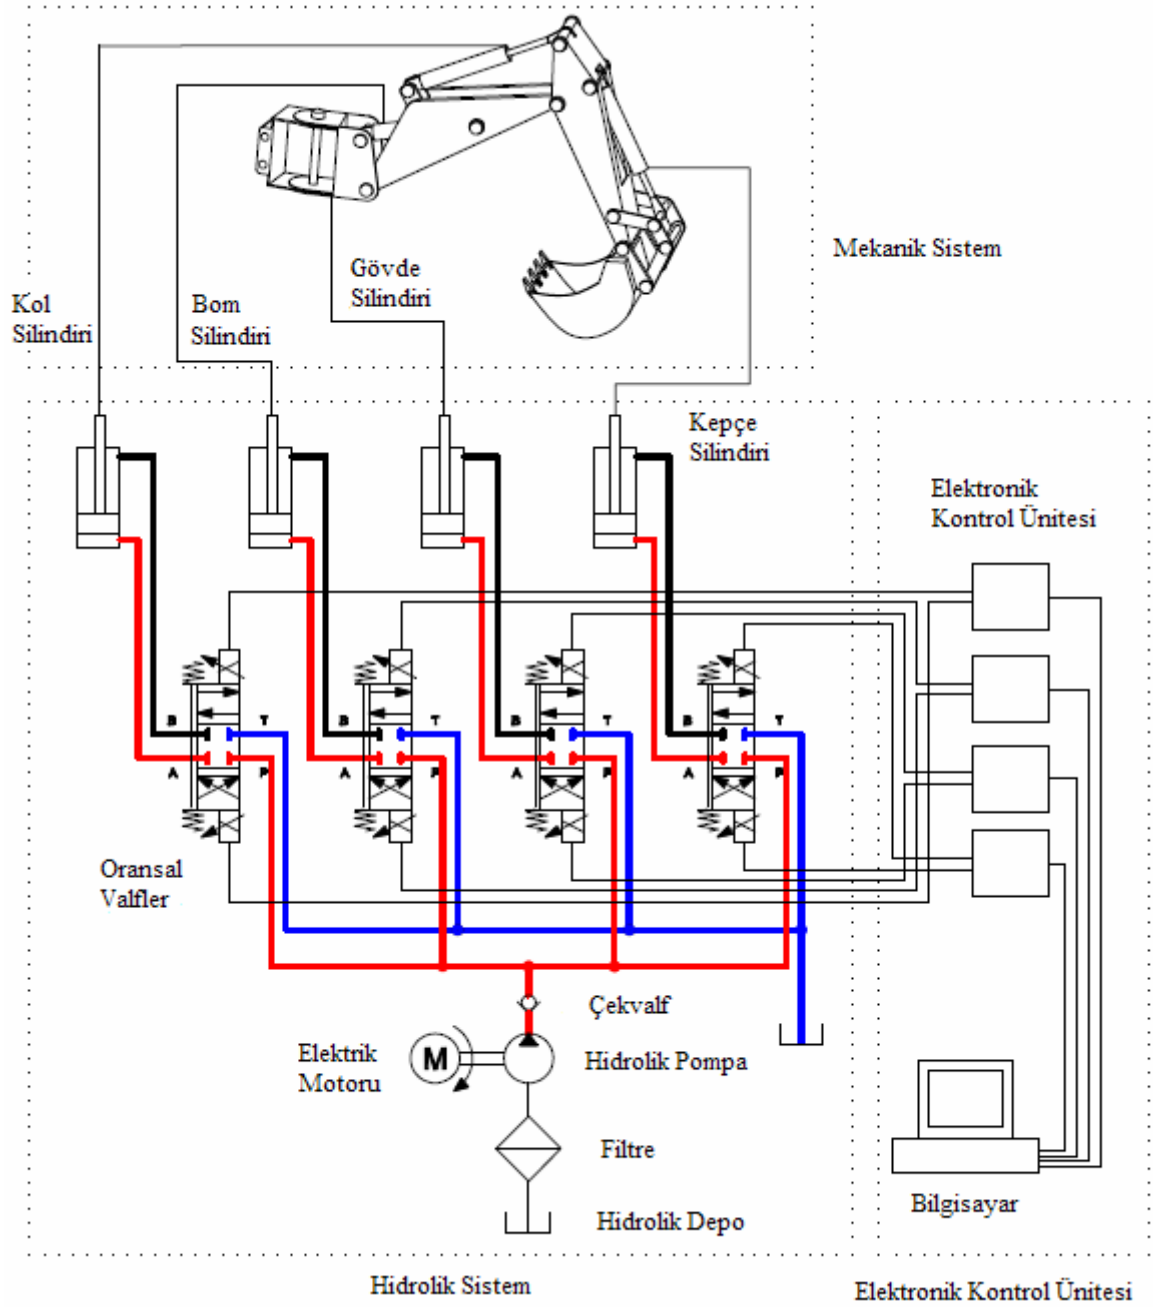 Mekanik Sistem
Gövde
Silindiri
Kol
Silindiri
Bom
Silindiri
Kepçe
Silindiri
Elektronik
Kontrol Ünitesi
B T
A P
B T
A P
B T
A P
B T
A P
Oransal
Valfler
Çekvalf
Elektrik
Motoru
M
Hidrolik Pompa
Filtre
Hidrolik Depo
Bilgisayar
Hidrolik Sistem
Elektronik Kontrol Ünitesi